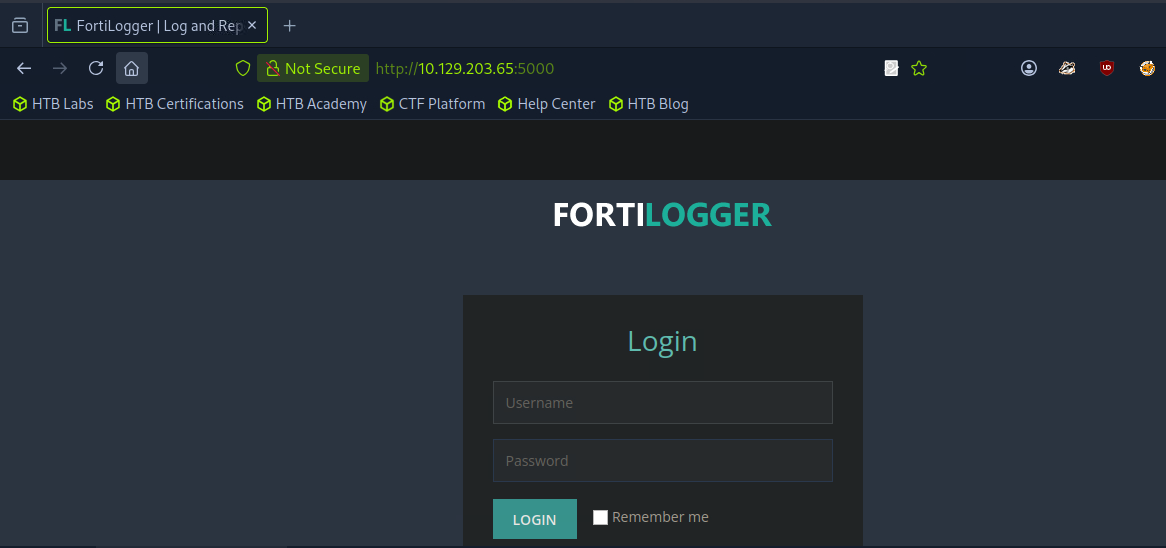 FL FortiLogger | Log and Rep
Not Secure http://10.129.203.65:5000
HTB Labs HTB Certifications HTB Academy CTF Platform Help Center HTB Blog
FORTILOGGER
Login
Username
Password
LOGIN Remember me